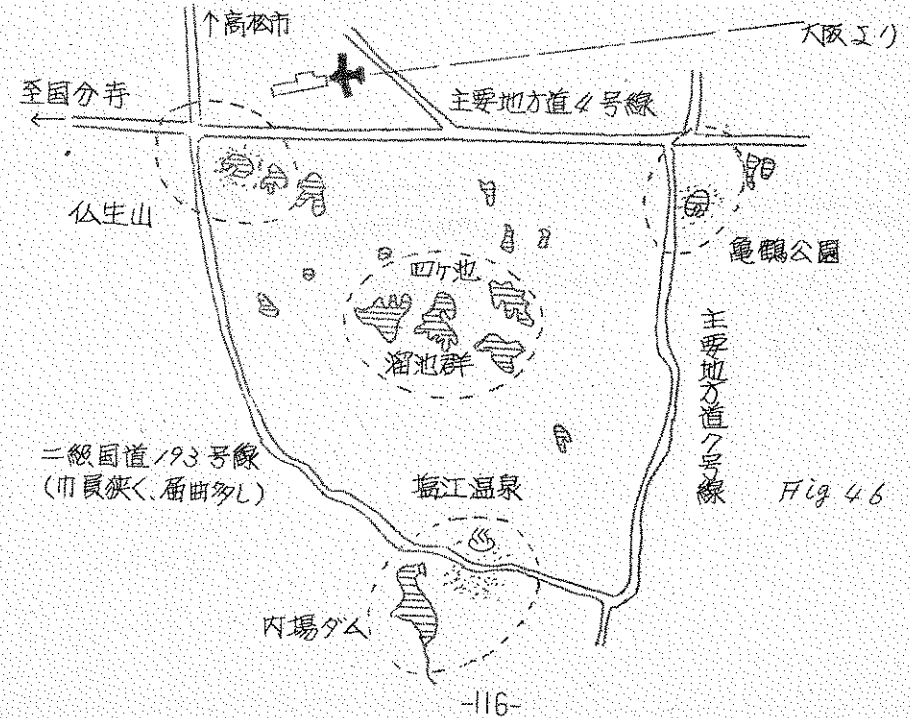 ↑高松市
大阪より
至国分寺
←
主要地方道4号線
仏生山
亀鶴公園
四ヶ池
溜池群
主要地方道7号線
二級国道193号線
(巾員狭く、屈曲多し)
塩江温泉
Fig 46
内場ダム
-116-